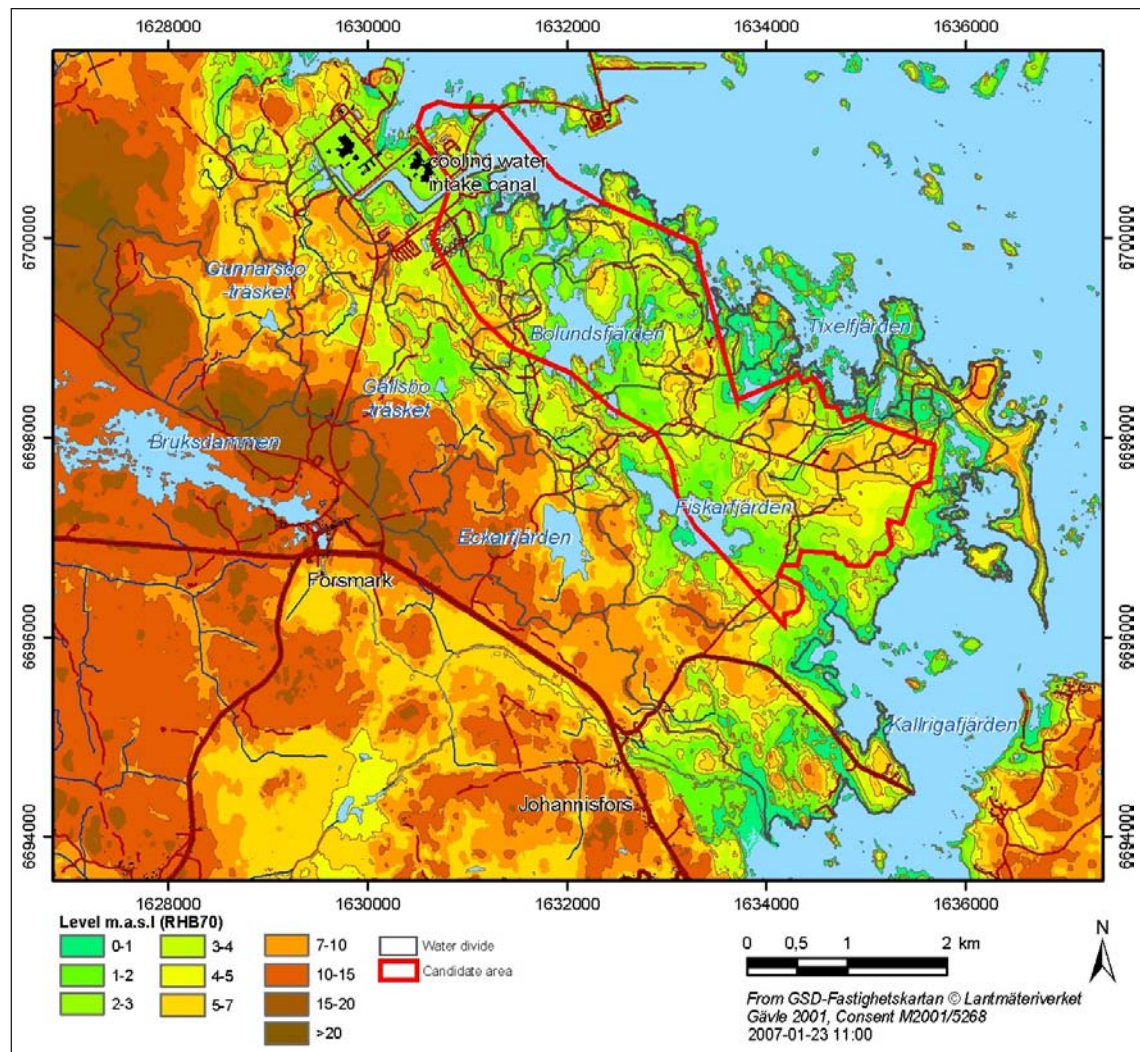 1628000 1630000 1632000 1634000 1636000
cooling water
intake canal
6700000
6700000
Gunnarsbo
-träsket
Bolundsfjärden
Tixelfjärden
Gällsbo
-träsket
6698000
6698000
Bruksdammen
Fiskarfjärden
Eckarfjärden
Forsmark
6696000
6696000
Kallrigafjärden
Johannisfors
6694000
6694000
1628000 1630000 1632000 1634000 1636000
Level m.a.s.l (RHB70)
0-1 3-4 7-10 Water divide
1-2 4-5 10-15 Candidate area
2-3 5-7 15-20
>20
0 0,5 1 2 km
N
From GSD-Fastighetskartan © Lantmäteriverket
Gävle 2001, Consent M2001/5268
2007-01-23 11:00